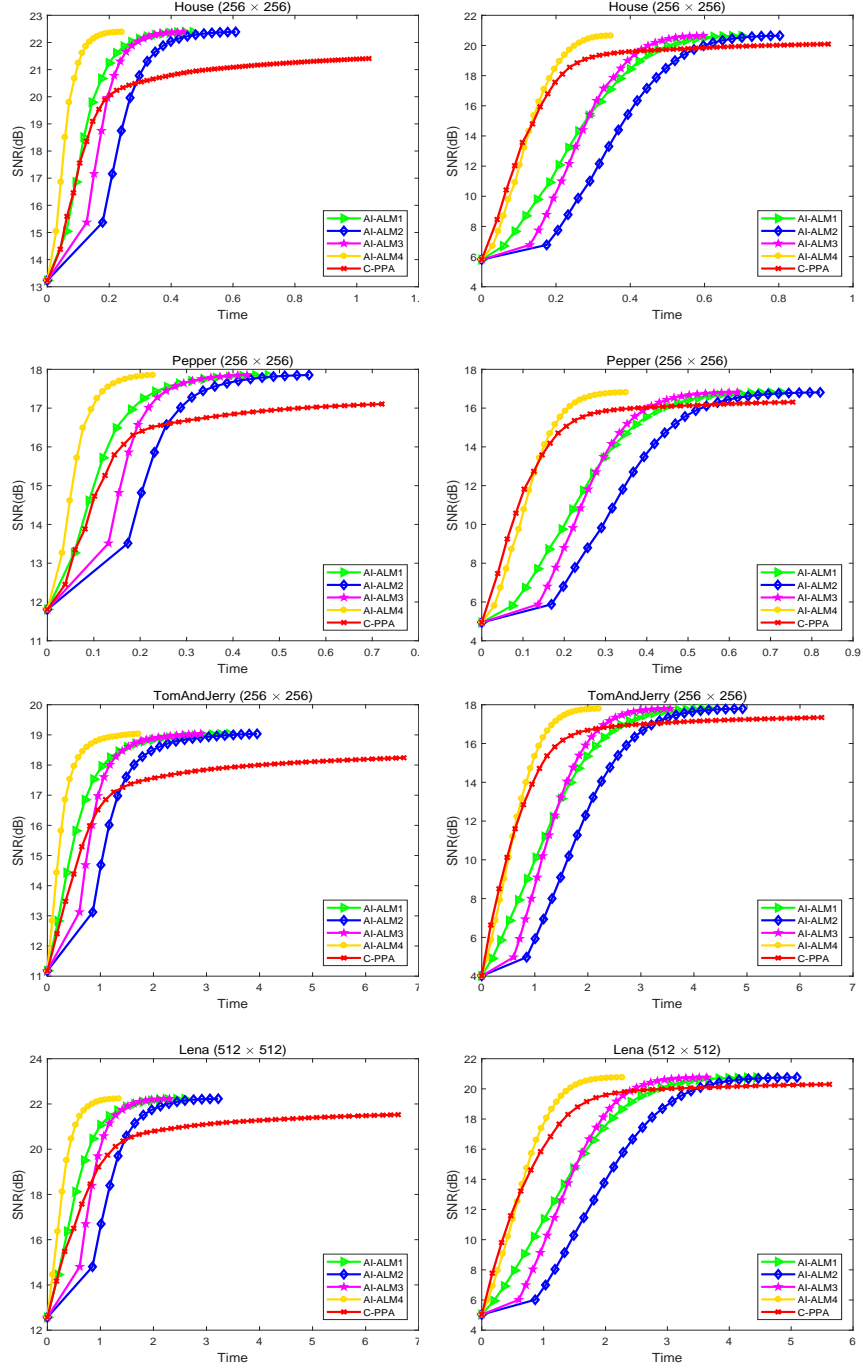 House (256 × 256)
23
22
21
20
19
18
17
16
15
14
13
SNR(dB)
AI-ALM1
AI-ALM2
AI-ALM3
AI-ALM4
C-PPA
0 0.2 0.4 0.6 0.8 1 1.
Time
House (256 × 256)
22
20
18
16
14
12
10
8
6
4
SNR(dB)
AI-ALM1
AI-ALM2
AI-ALM3
AI-ALM4
C-PPA
0 0.2 0.4 0.6 0.8 1
Time
Pepper (256 × 256)
18
17
16
15
14
13
12
11
SNR(dB)
AI-ALM1
AI-ALM2
AI-ALM3
AI-ALM4
C-PPA
0 0.1 0.2 0.3 0.4 0.5 0.6 0.7 0.
Time
Pepper (256 × 256)
18
16
14
12
10
8
6
4
SNR(dB)
AI-ALM1
AI-ALM2
AI-ALM3
AI-ALM4
C-PPA
0 0.1 0.2 0.3 0.4 0.5 0.6 0.7 0.8 0.9
Time
TomAndJerry (256 × 256)
20
19
18
17
16
15
14
13
12
11
SNR(dB)
AI-ALM1
AI-ALM2
AI-ALM3
AI-ALM4
C-PPA
0 1 2 3 4 5 6 7
Time
TomAndJerry (256 × 256)
18
16
14
12
10
8
6
4
SNR(dB)
AI-ALM1
AI-ALM2
AI-ALM3
AI-ALM4
C-PPA
0 1 2 3 4 5 6 7
Time
Lena (512 × 512)
24
22
20
18
16
14
12
SNR(dB)
AI-ALM1
AI-ALM2
AI-ALM3
AI-ALM4
C-PPA
0 1 2 3 4 5 6 7
Time
Lena (512 × 512)
22
20
18
16
14
12
10
8
6
4
SNR(dB)
AI-ALM1
AI-ALM2
AI-ALM3
AI-ALM4
C-PPA
0 1 2 3 4 5 6
Time